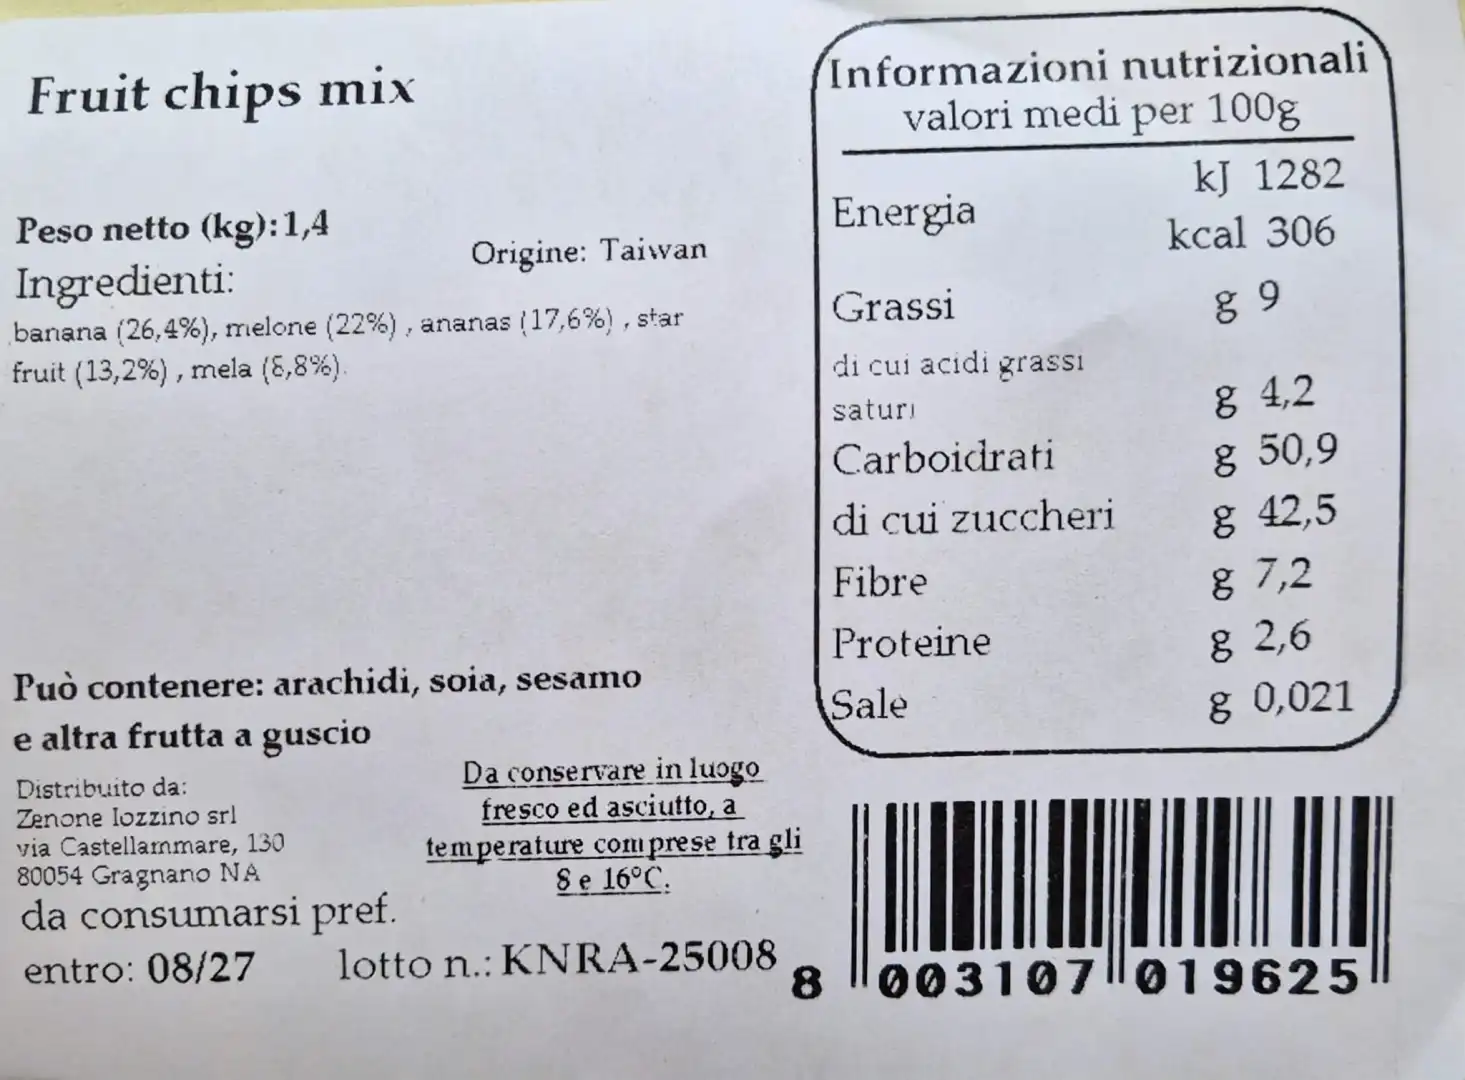 Fruit chips mix
Peso netto (kg):1,4
Origine: Taiwan
Ingredienti:
banana (26,4%), melone (22%) , ananas (17,6%) , star
fruit (13,2%) , mela (8,8%).
Può contenere: arachidi, soia, sesamo
e altra frutta a guscio
Distribuito da:
Zenone Iozzino srl
via Castellammare, 130
80054 Gragnano NA
Da conservare in luogo
fresco ed asciutto, a
temperature comprese tra gli
8 e 16°C.
da consumarsi pref.
entro: 08/27
lotto n.: KNRA-25008
Informazioni nutrizionali
valori medi per 100g
Energia
kJ 1282
kcal 306
Grassi g 9
di cui acidi grassi
saturi g 4,2
Carboidrati g 50,9
di cui zuccheri g 42,5
Fibre g 7,2
Proteine g 2,6
Sale g 0,021
8 003107 019625